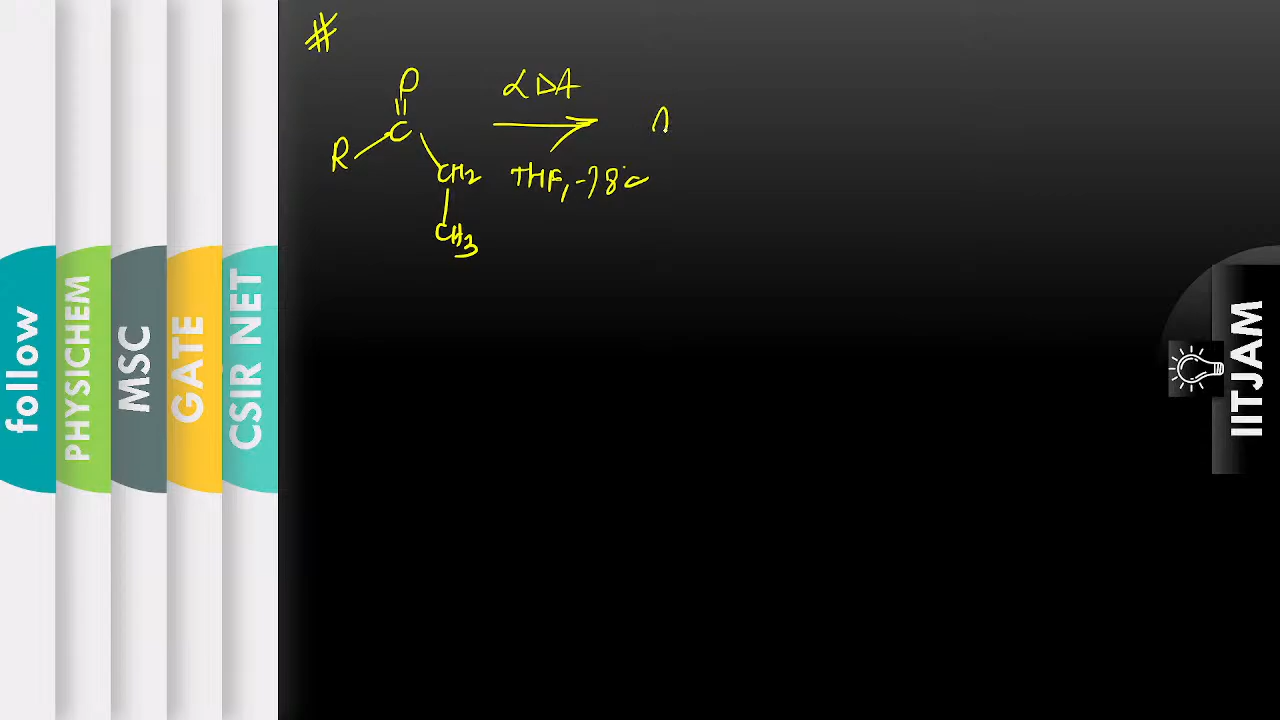 #
O
LDA
R
C
CH2
THF, -78°C
CH3
follow
PHYSICHEM
MSC
GATE
CSIR NET
IITJAM